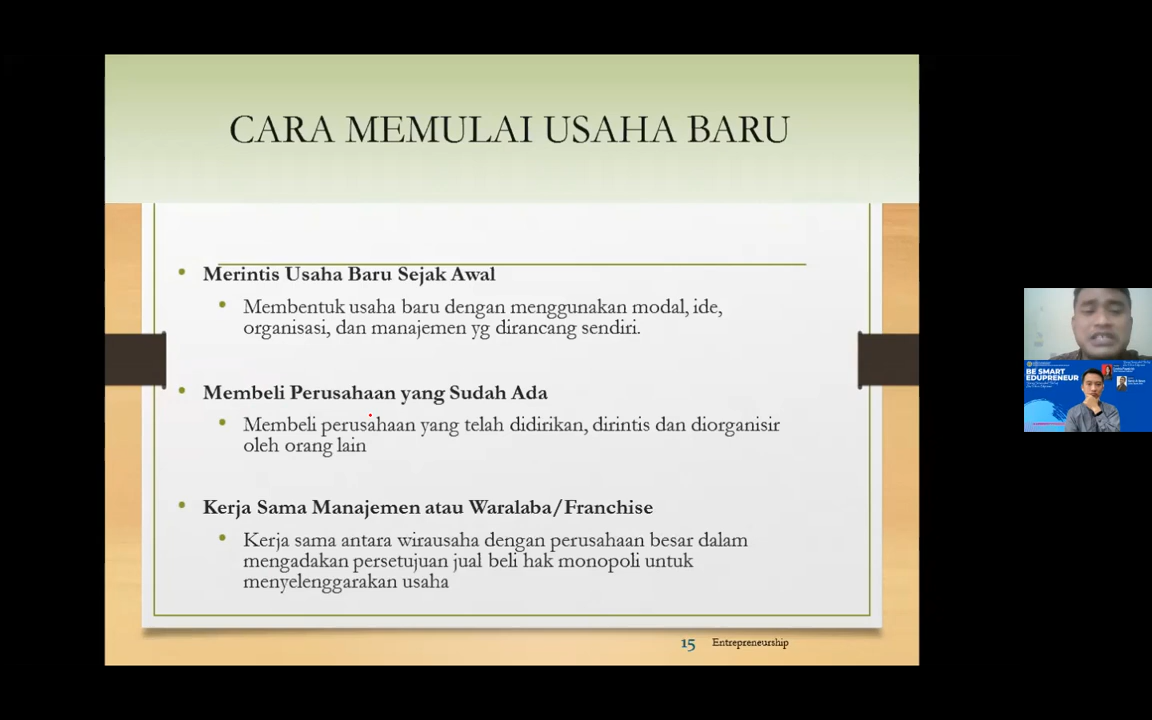 CARA MEMULAI USAHA BARU
• Merintis Usaha Baru Sejak Awal
• Membentuk usaha baru dengan menggunakan modal, ide,
organisasi, dan manajemen yg dirancang sendiri.
• Membeli Perusahaan yang Sudah Ada
• Membeli perusahaan yang telah didirikan, dirintis dan diorganisir
oleh orang lain
• Kerja Sama Manajemen atau Waralaba/Franchise
• Kerja sama antara wirausaha dengan perusahaan besar dalam
mengadakan persetujuan jual beli hak monopoli untuk
menyelenggarakan usaha
15 Entrepreneurship
BE SMART
EDUPRENEUR